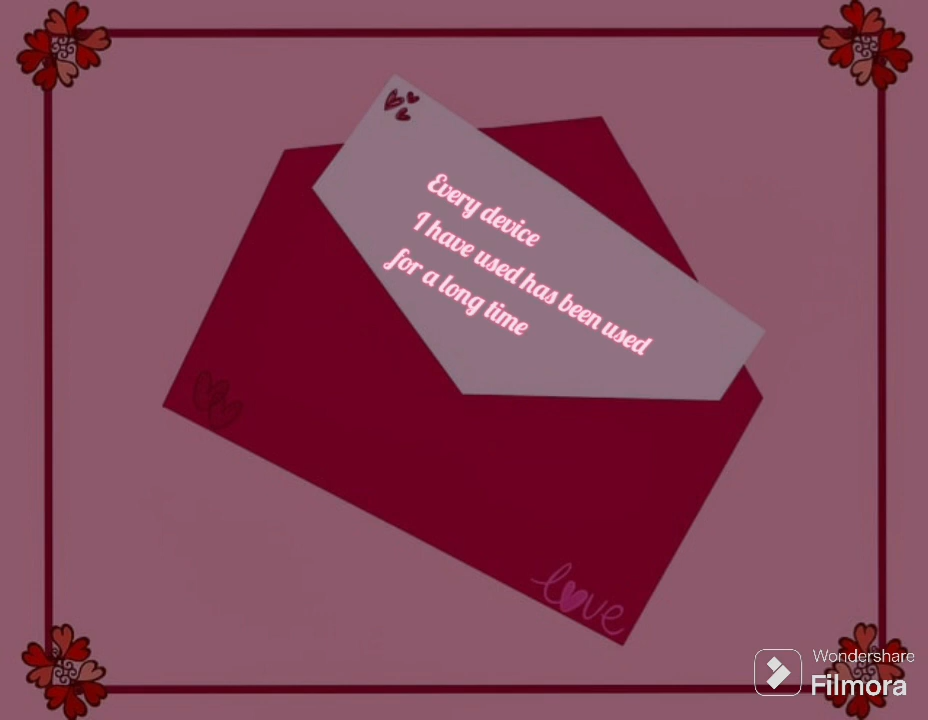 Every device
I have used has been used
for a long time
love
Wondershare
Filmora